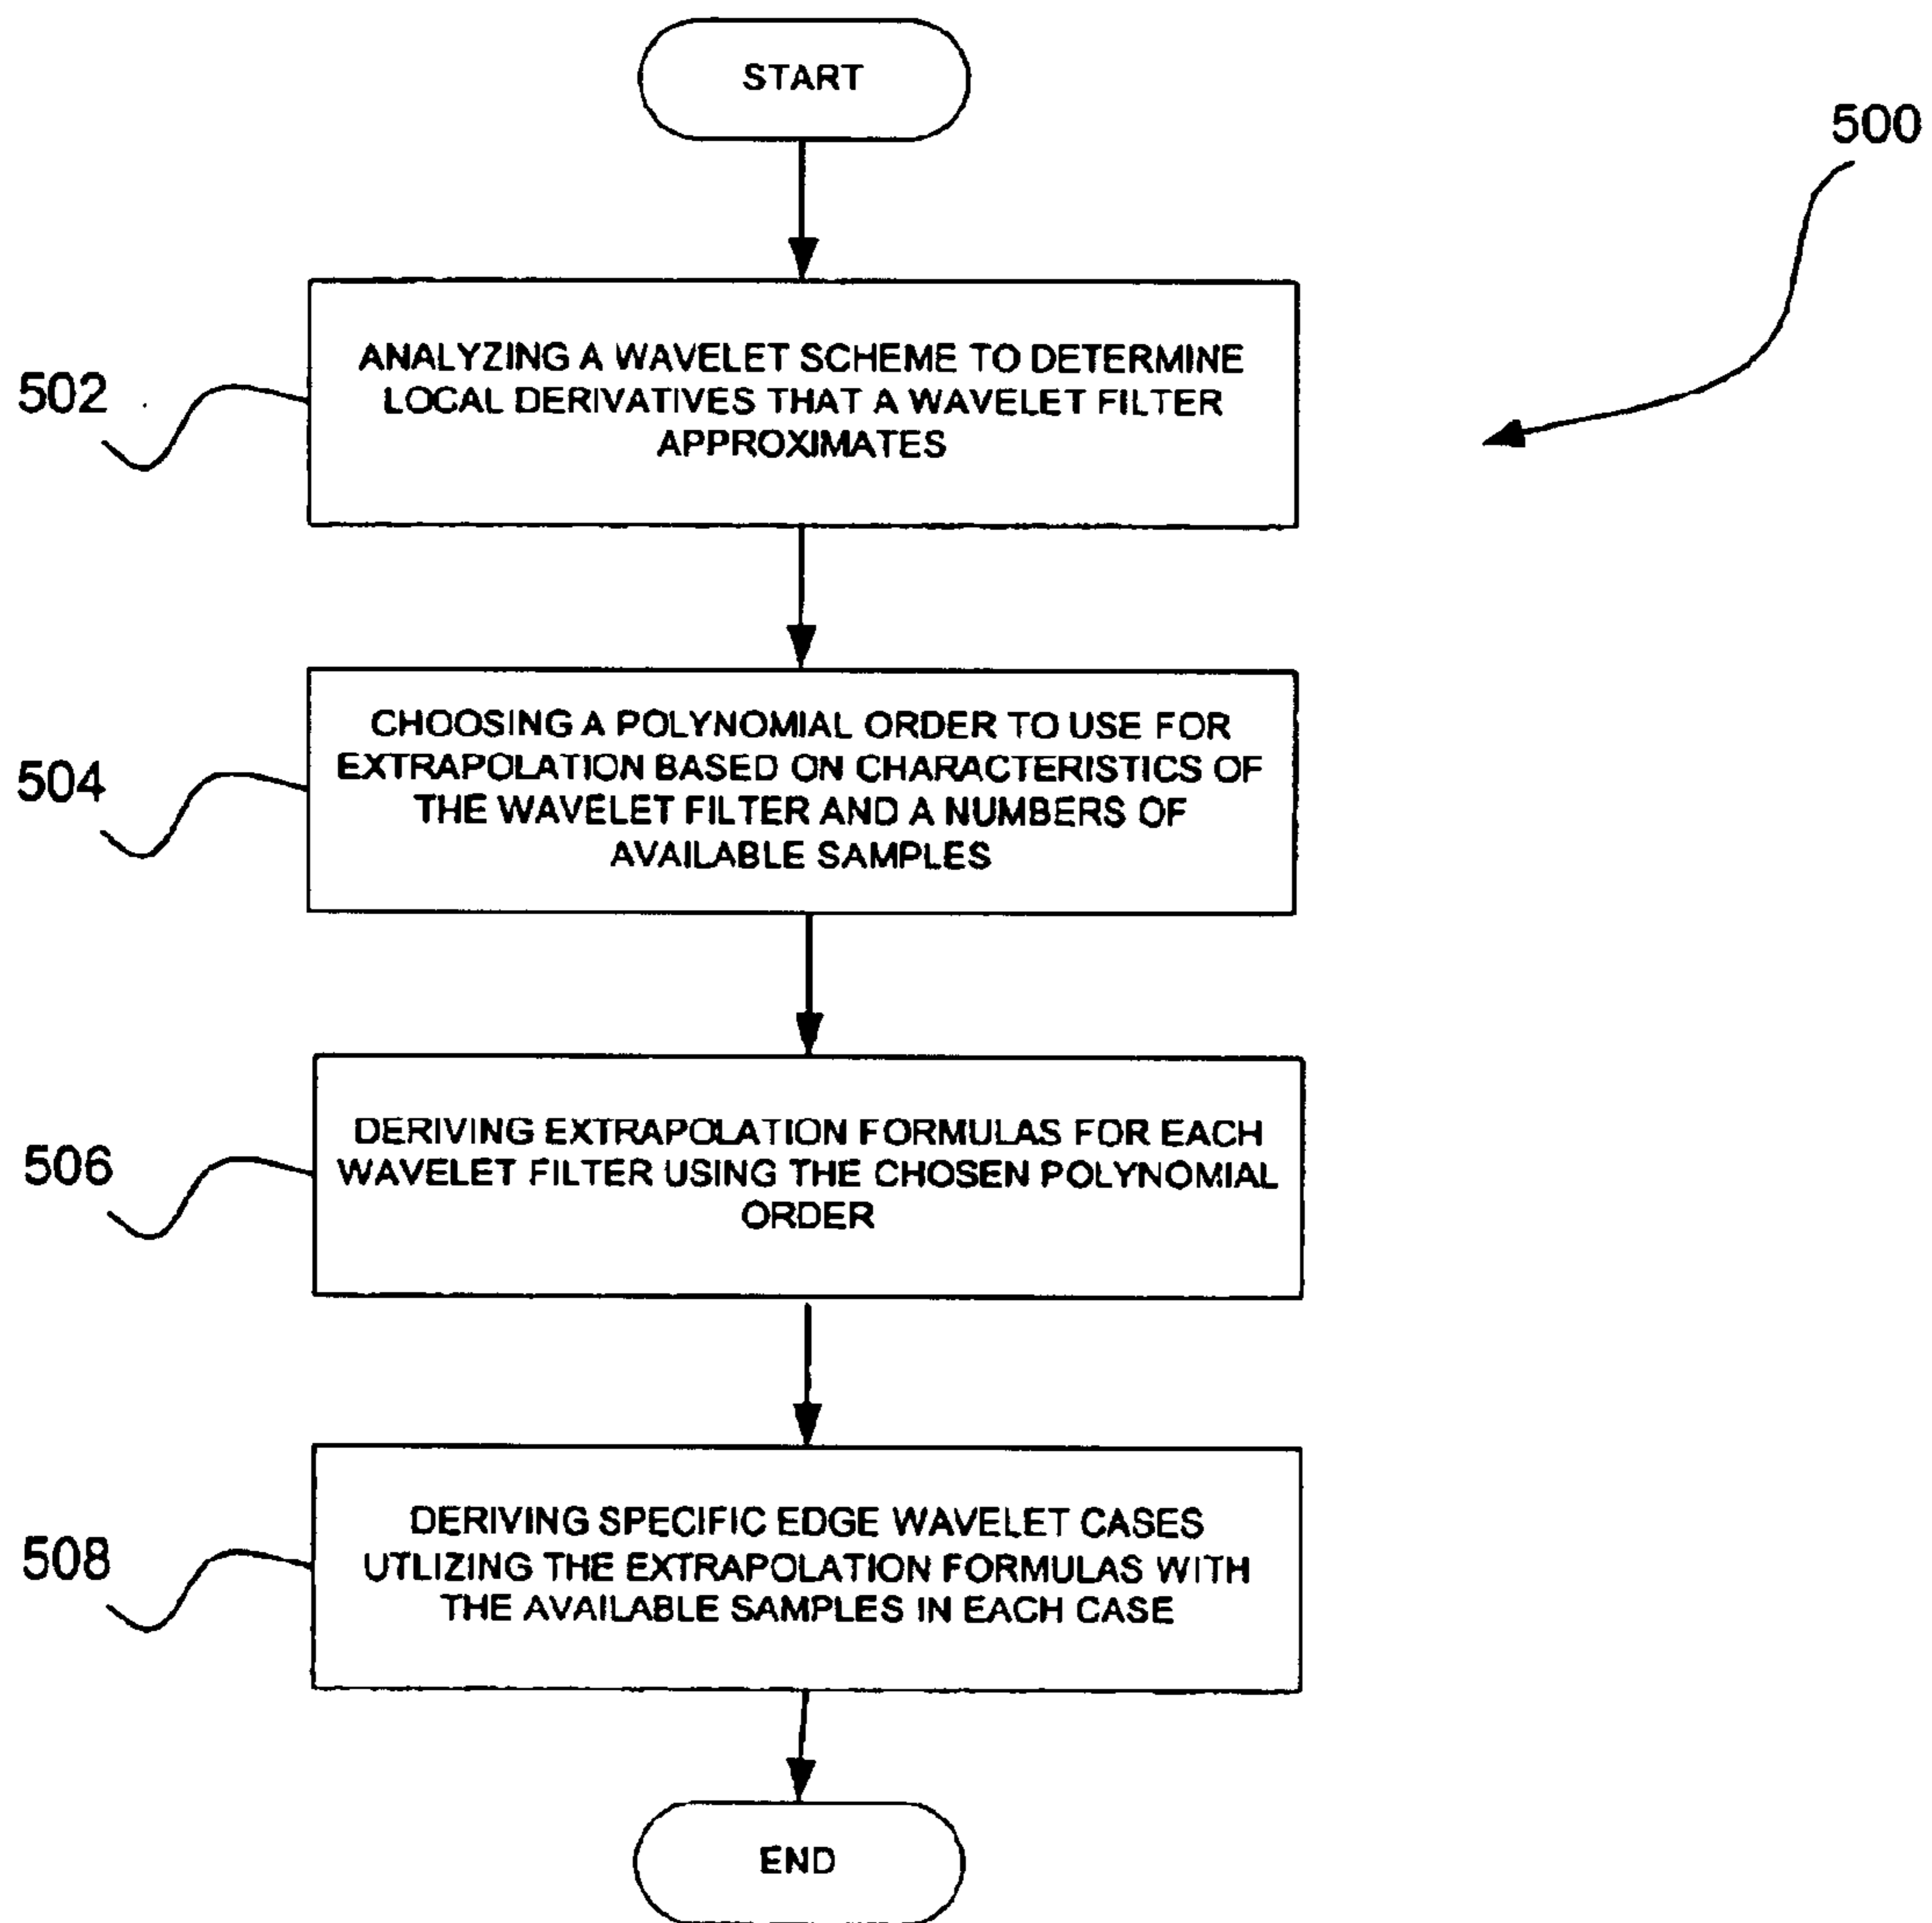 START
500
502
ANALYZING A WAVELET SCHEME TO DETERMINE
LOCAL DERIVATIVES THAT A WAVELET FILTER
APPROXIMATES
504
CHOOSING A POLYNOMIAL ORDER TO USE FOR
EXTRAPOLATION BASED ON CHARACTERISTICS OF
THE WAVELET FILTER AND A NUMBERS OF
AVAILABLE SAMPLES
506
DERIVING EXTRAPOLATION FORMULAS FOR EACH
WAVELET FILTER USING THE CHOSEN POLYNOMIAL
ORDER
508
DERIVING SPECIFIC EDGE WAVELET CASES
UTLIZING THE EXTRAPOLATION FORMULAS WITH
THE AVAILABLE SAMPLES IN EACH CASE
END